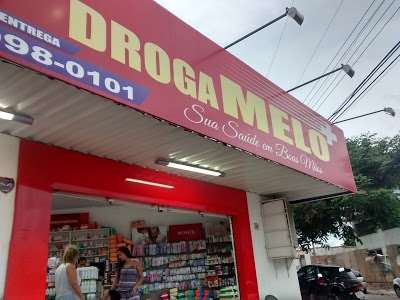 ENTREGA
998-0101
DROGAMELO
Sua Saúde em Boas Mãos